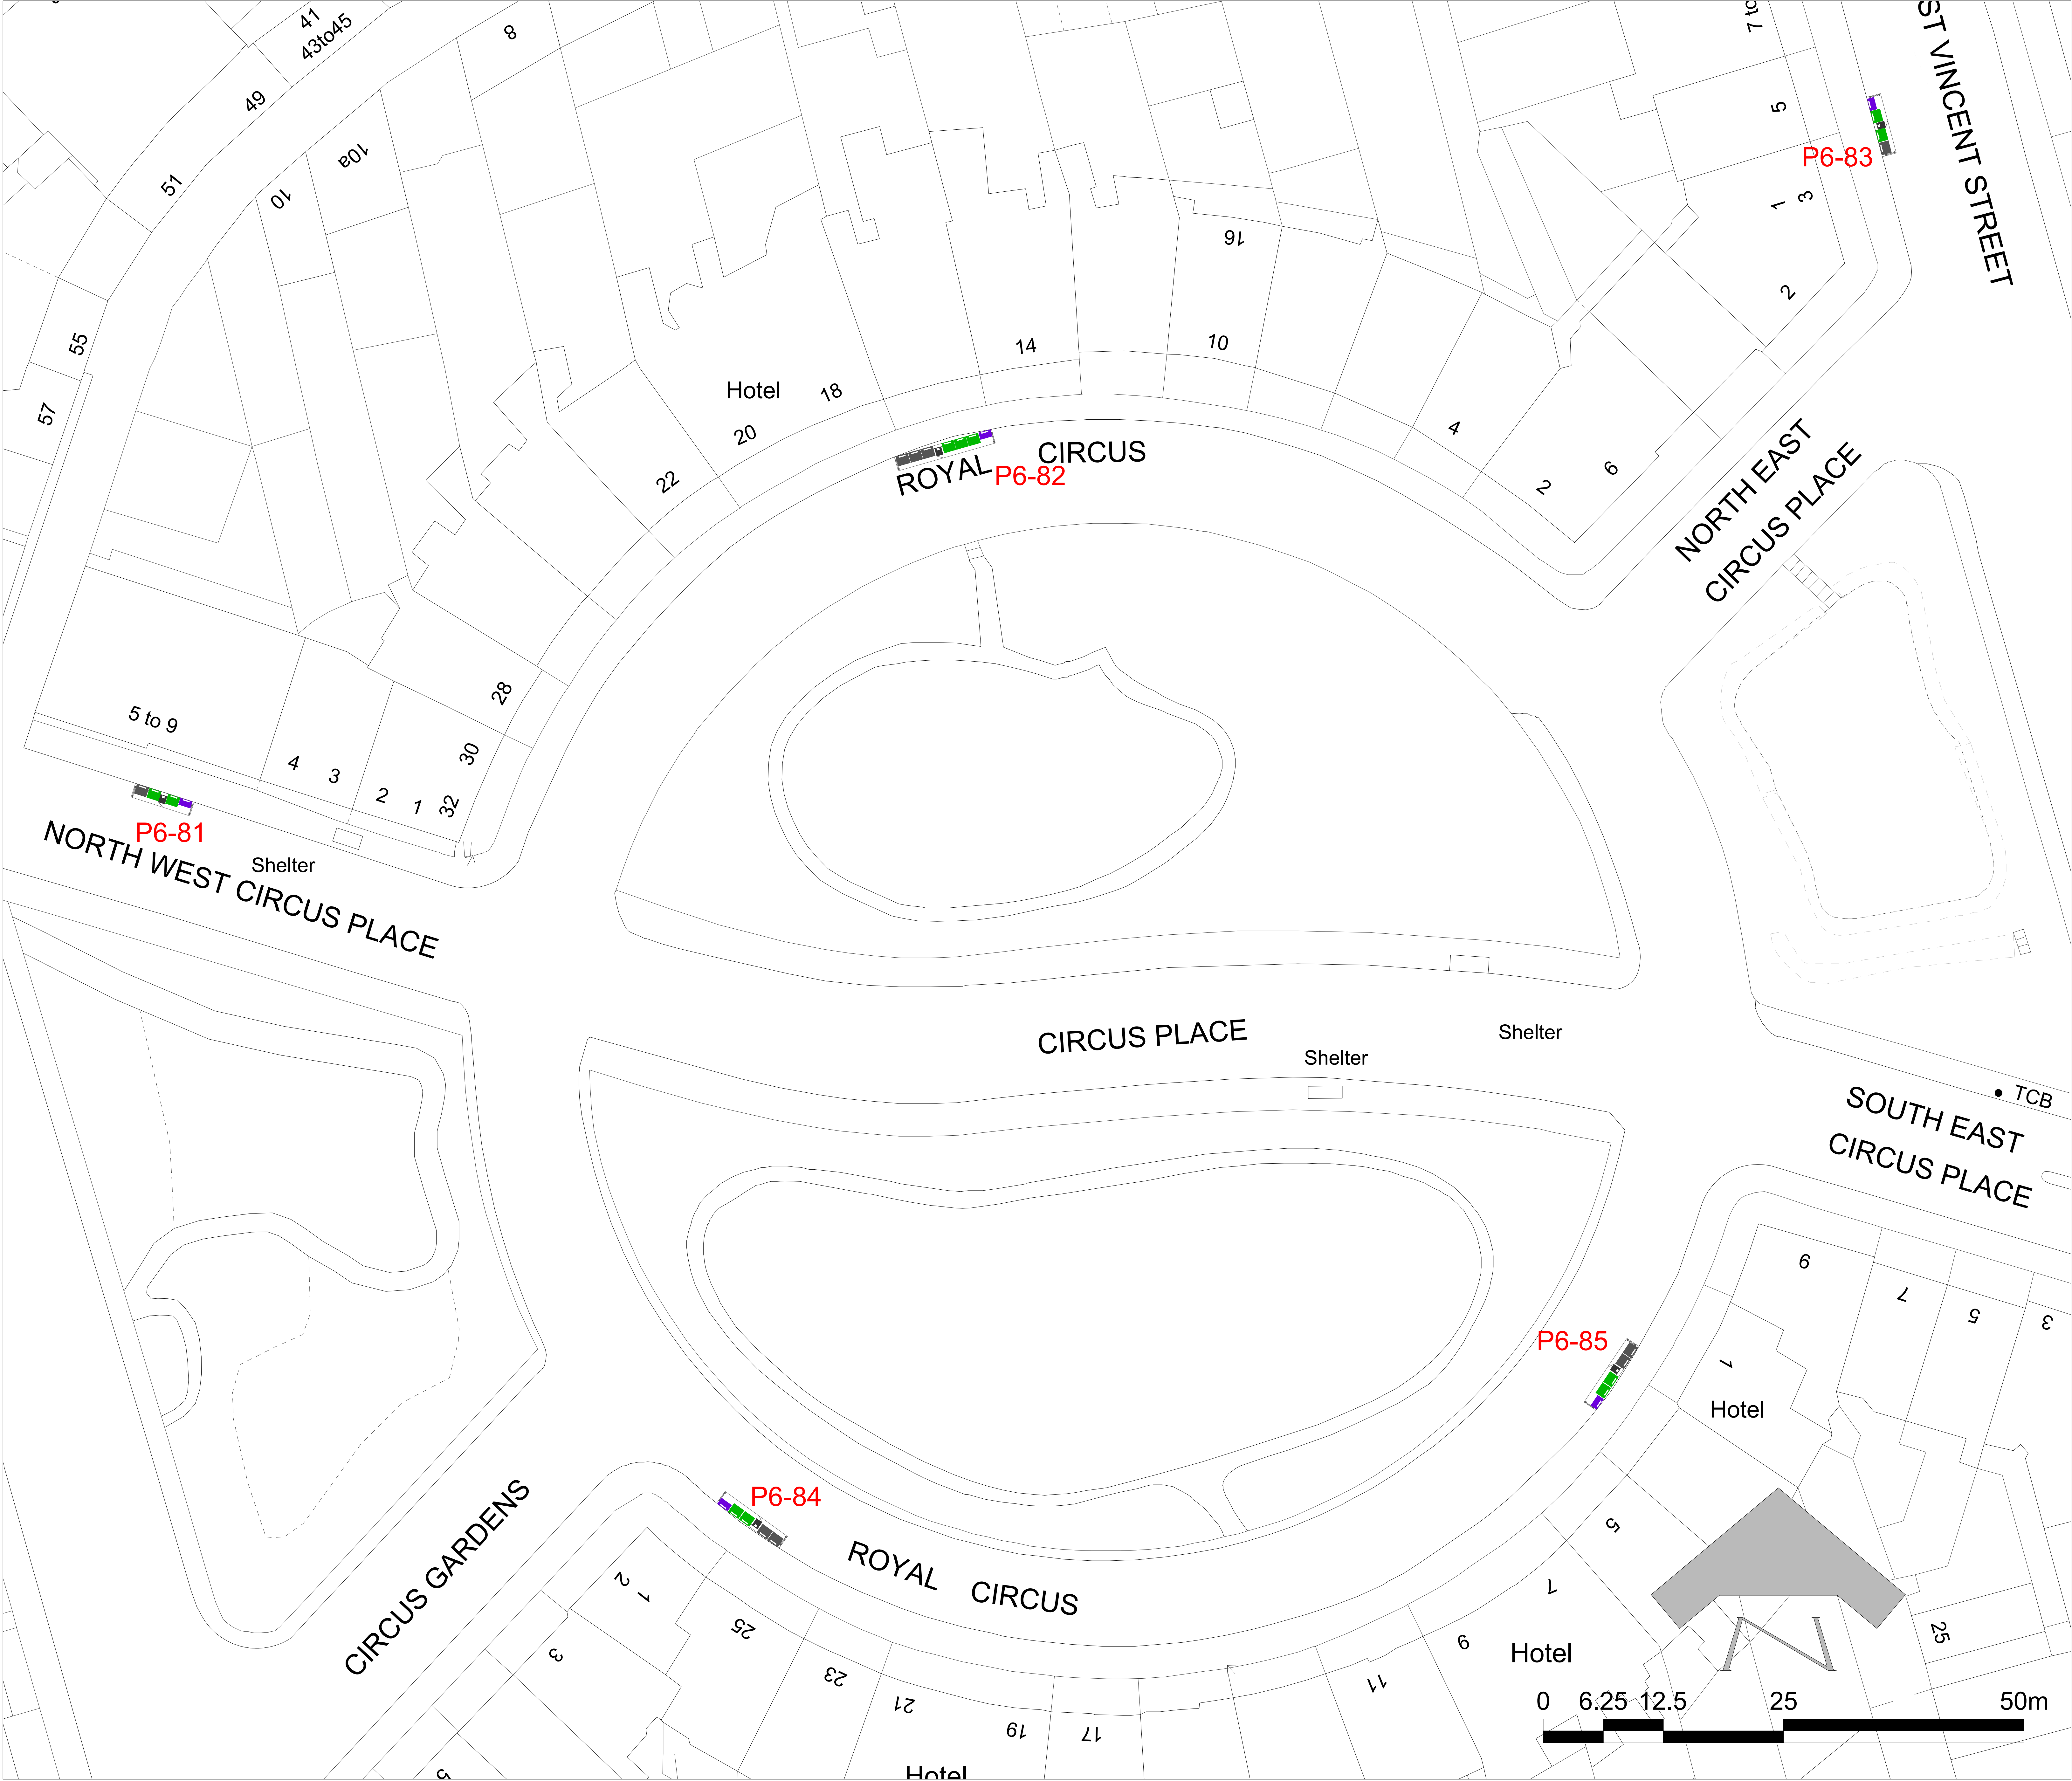 41
43to45
8
49
51
10
10a
55
57
to 7
5
ST VINCENT STREET
P6-83
1
3
2
16
14
10
Hotel
18
20
22
4
2
6
CIRCUS
ROYAL
P6-82
NORTH EAST
CIRCUS PLACE
28
30
32
5 to 9
4
3
2
1
P6-81
Shelter
NORTH WEST CIRCUS PLACE
CIRCUS PLACE
Shelter
Shelter
TCB
SOUTH EAST
CIRCUS PLACE
9
7
5
3
P6-85
1
Hotel
P6-84
CIRCUS GARDENS
ROYAL CIRCUS
2
1
3
5
25
23
21
19
17
11
9
7
5
Hotel
Hotel
25
N
0 6.25 12.5 25 50m